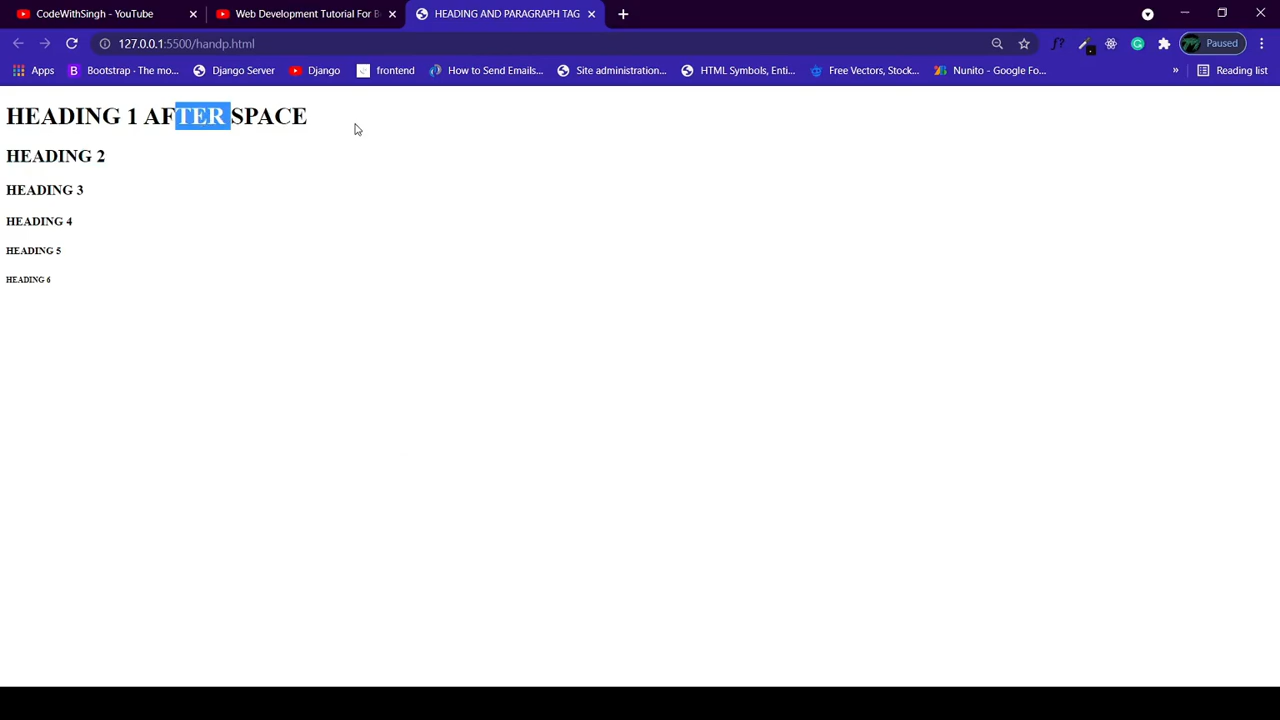 CodeWithSingh - YouTube
Web Development Tutorial For B
HEADING AND PARAGRAPH TAG
127.0.0.1:5500/handp.html
f?
Paused
Apps
B Bootstrap · The mo...
Django Server
Django
frontend
How to Send Emails...
Site administration...
HTML Symbols, Enti...
Free Vectors, Stock...
Nunito - Google Fo...
»
Reading list
HEADING 1 AFTER SPACE
HEADING 2
HEADING 3
HEADING 4
HEADING 5
HEADING 6